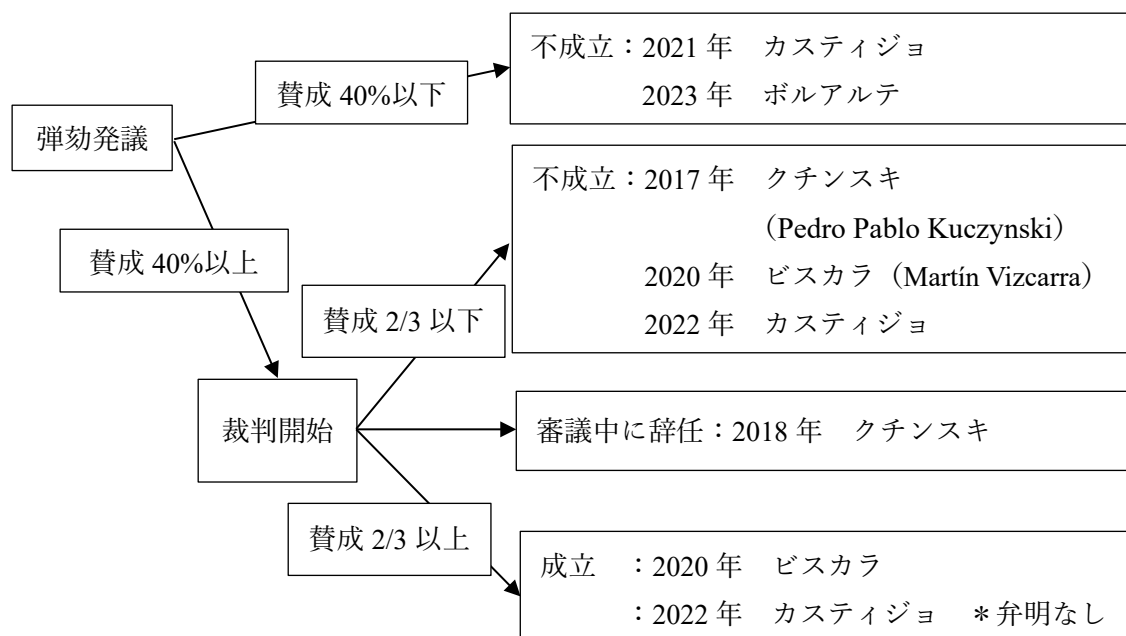 不成立：2021 年　カスティジョ
2023 年　ボルアルテ
賛成 40%以下
弾劾発議
不成立：2017 年　クチンスキ
（Pedro Pablo Kuczynski）
2020 年　ビスカラ（Martín Vizcarra）
2022 年　カスティジョ
賛成 40%以上
賛成 2/3 以下
裁判開始
審議中に辞任：2018 年　クチンスキ
賛成 2/3 以上
成立　：2020 年　ビスカラ
：2022 年　カスティジョ　＊弁明なし